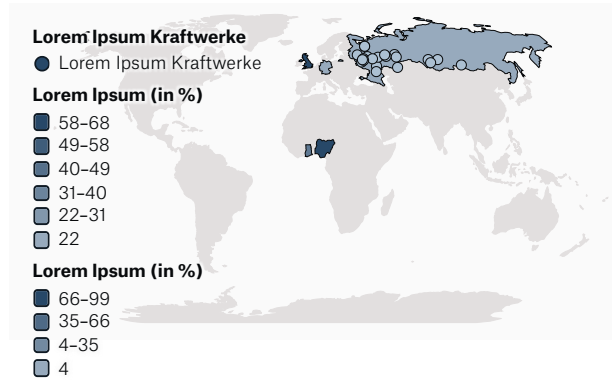 Lorem Ipsum Kraftwerke
Lorem Ipsum Kraftwerke
Lorem Ipsum (in %)
58–68
49–58
40–49
31–40
22–31
22
Lorem Ipsum (in %)
66–99
35–66
4–35
4